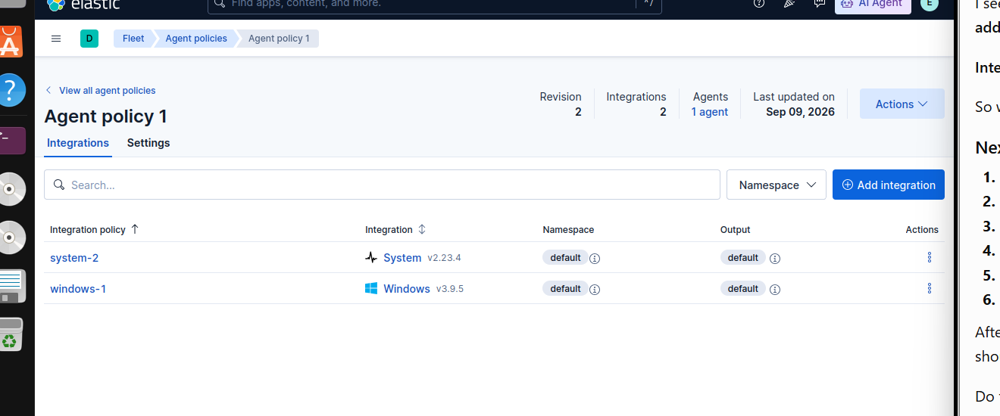 elastic
Find apps, content, and more.
^/
AI Agent
E
D
Fleet
Agent policies
Agent policy 1
View all agent policies
Agent policy 1
Revision
2
Integrations
2
Agents
1 agent
Last updated on
Sep 09, 2026
Actions
Integrations
Settings
Search...
Namespace
Add integration
Integration policy
Integration
Namespace
Output
Actions
system-2
System v2.23.4
default
default
windows-1
Windows v3.9.5
default
default
I see
add
Inte
So w
Nex
1.
2.
3.
4.
5.
6.
Afte
sho
Do